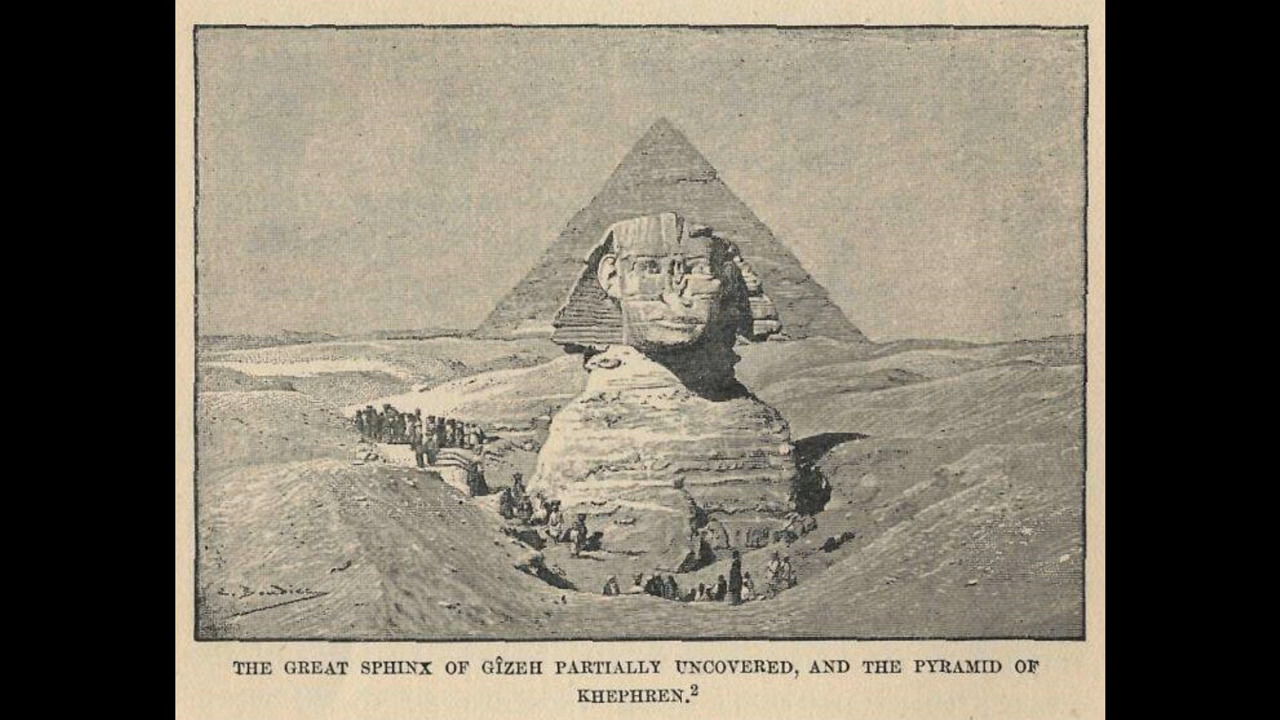 THE GREAT SPHINX OF GÎZEH PARTIALLY UNCOVERED, AND THE PYRAMID OF
KHEPHREN.²